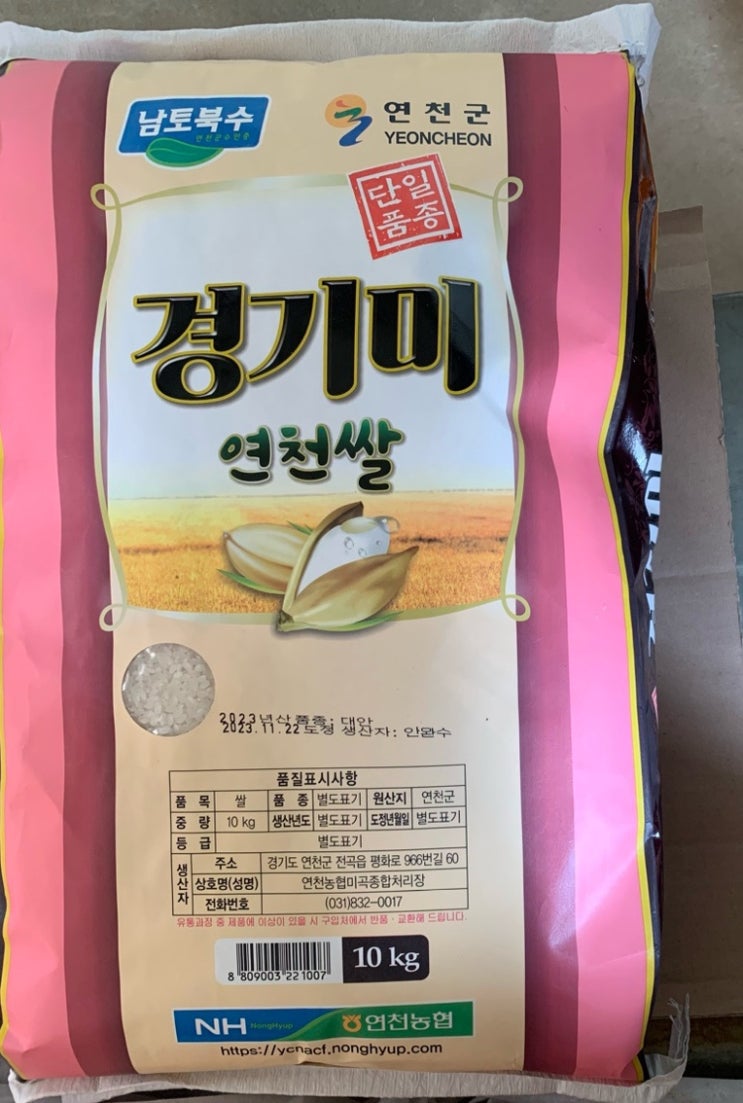 남토북수
연천군수인증
연천군
YEONCHEON
단일
품종
경기미
연천쌀
2023년산 품종: 대안
2023.11.22 도정 생산자: 안완수
품질표시사항
품 목 쌀 품 종 별도표기 원산지 연천군
중 량 10 kg 생산년도 별도표기 도정년월일 별도표기
등 급 별도표기
생산자 주소 경기도 연천군 전곡읍 평화로 966번길 60
상호명(성명) 연천농협미곡종합처리장
전화번호 (031)832-0017
유통과정 중 제품에 이상이 있을 시 구입처에서 반품·교환해 드립니다.
8 809003 221007
10 kg
NH NongHyup 연천농협
https://ycnacf.nonghyup.com